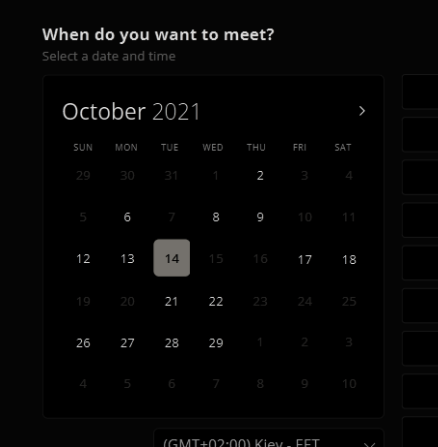 When do you want to meet?
Select a date and time
October 2021
SUN MON TUE WED THU FRI SAT
29 30 31 1 2 3 4
5 6 7 8 9 10 11
12 13 14 15 16 17 18
19 20 21 22 23 24 25
26 27 28 29 1 2 3
4 5 6 7 8 9 10
(GMT+02:00) Kiev - EET